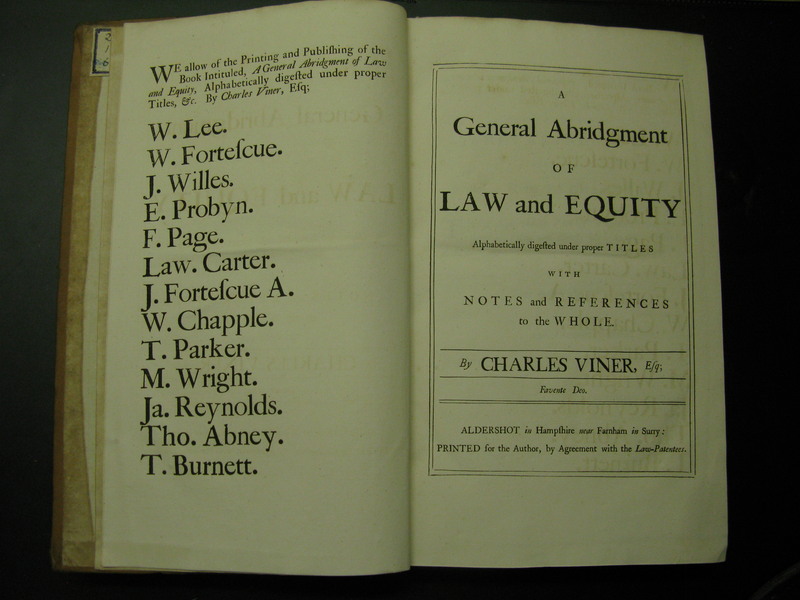 WE allow of the Printing and Publiſhing of the
Book Intituled, A General Abridgment of Law
and Equity, Alphabetically digeſted under proper
Titles, &c. By Charles Viner, Eſq;
W. Lee.
W. Forteſcue.
J. Willes.
E. Probyn.
F. Page.
Law. Carter.
J. Forteſcue A.
W. Chapple.
T. Parker.
M. Wright.
Ja. Reynolds.
Tho. Abney.
T. Burnett.
A
General Abridgment
OF
LAW and EQUITY
Alphabetically digeſted under proper TITLES
WITH
NOTES and REFERENCES
to the WHOLE.
By CHARLES VINER, Eſq;
Favente Deo.
ALDERSHOT in Hampſhire near Farnham in Surry:
PRINTED for the Author, by Agreement with the Law-Patentees.